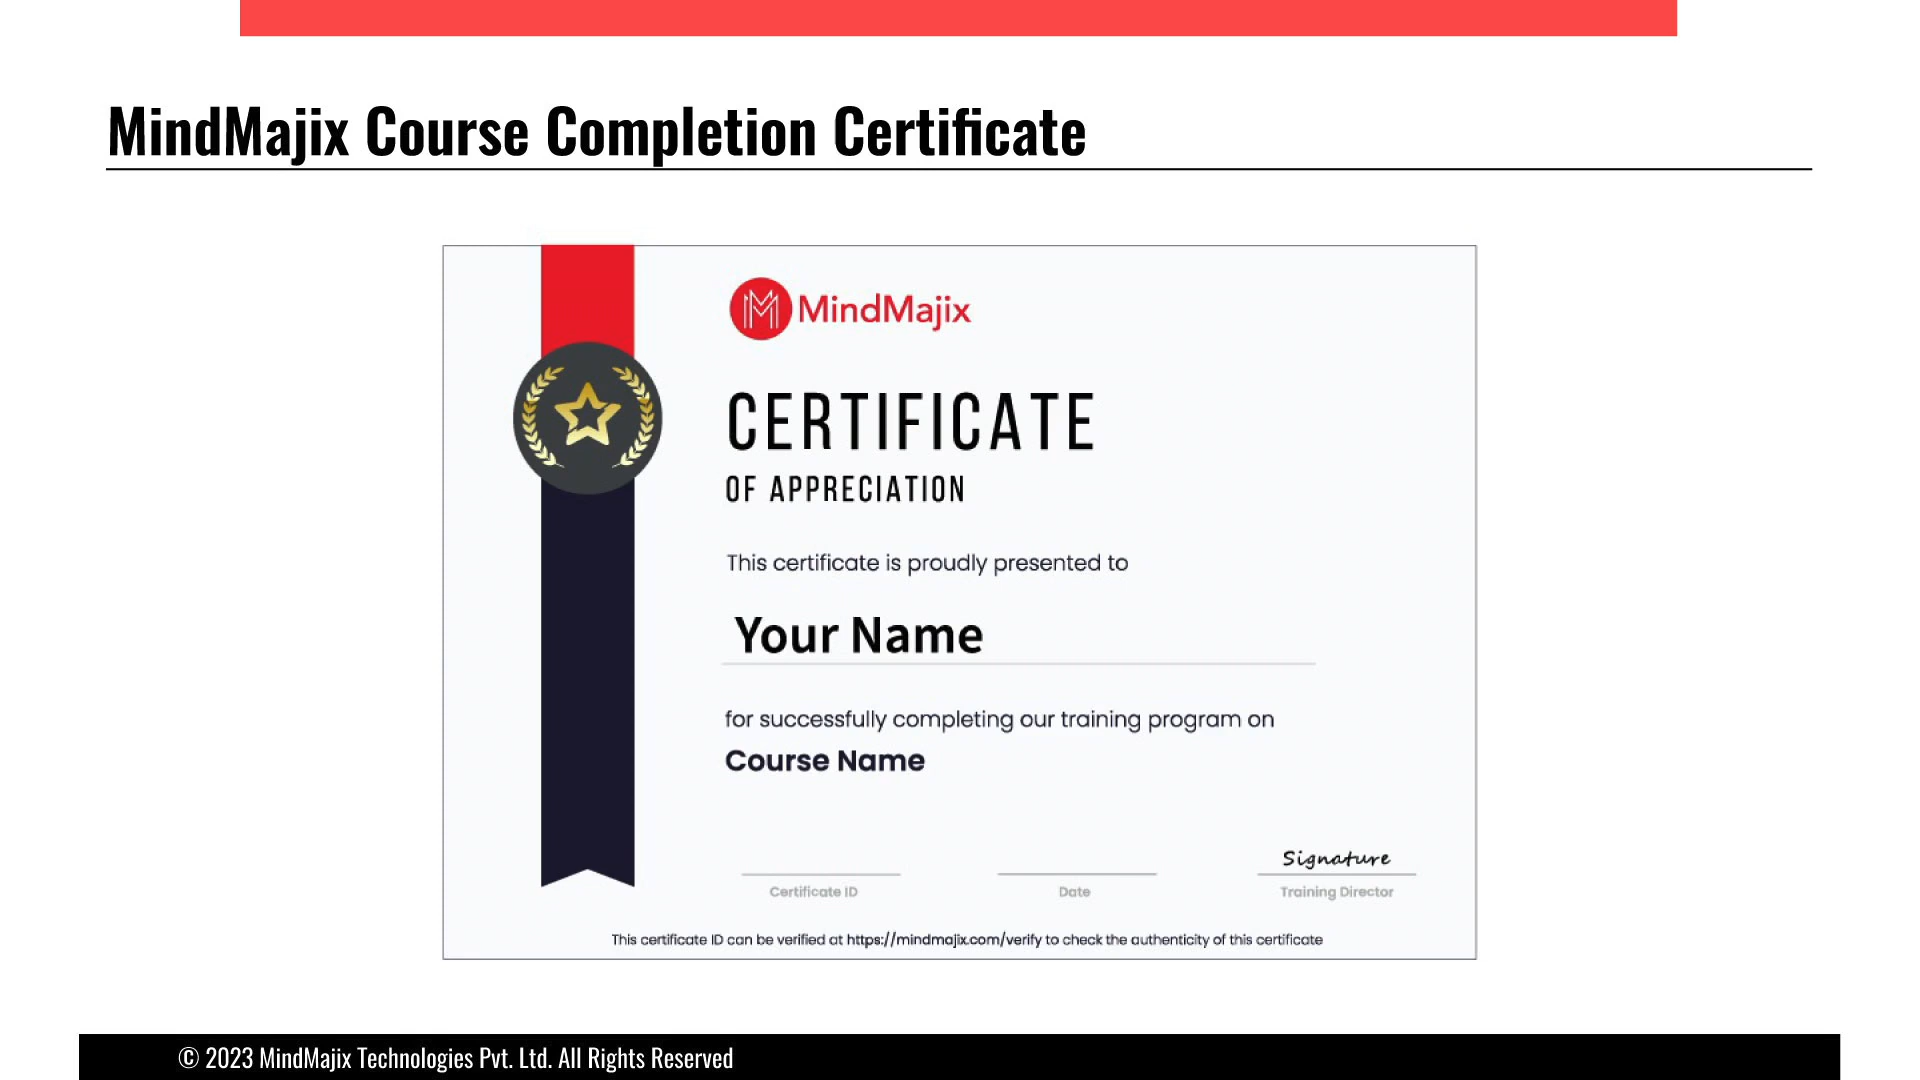 MindMajix Course Completion Certificate
MindMajix
CERTIFICATE
OF APPRECIATION
This certificate is proudly presented to
Your Name
for successfully completing our training program on
Course Name
Signature
Certificate ID
Date
Training Director
This certificate ID can be verified at https://mindmajix.com/verify to check the authenticity of this certificate
© 2023 MindMajix Technologies Pvt. Ltd. All Rights Reserved